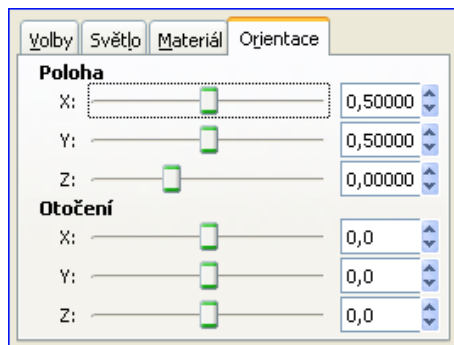 Volby Světlo Materiál Orientace
Poloha
X: 0,50000
Y: 0,50000
Z: 0,00000
Otočení
X: 0,0
Y: 0,0
Z: 0,0